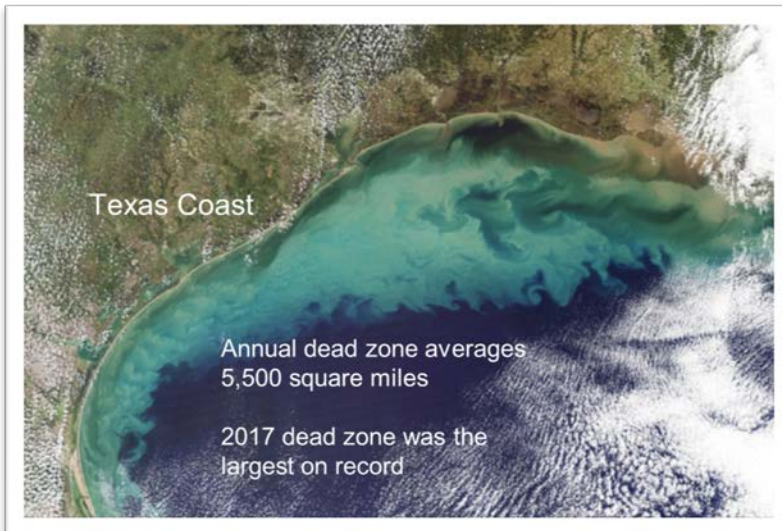 Texas Coast
Annual dead zone averages
5,500 square miles
2017 dead zone was the
largest on record